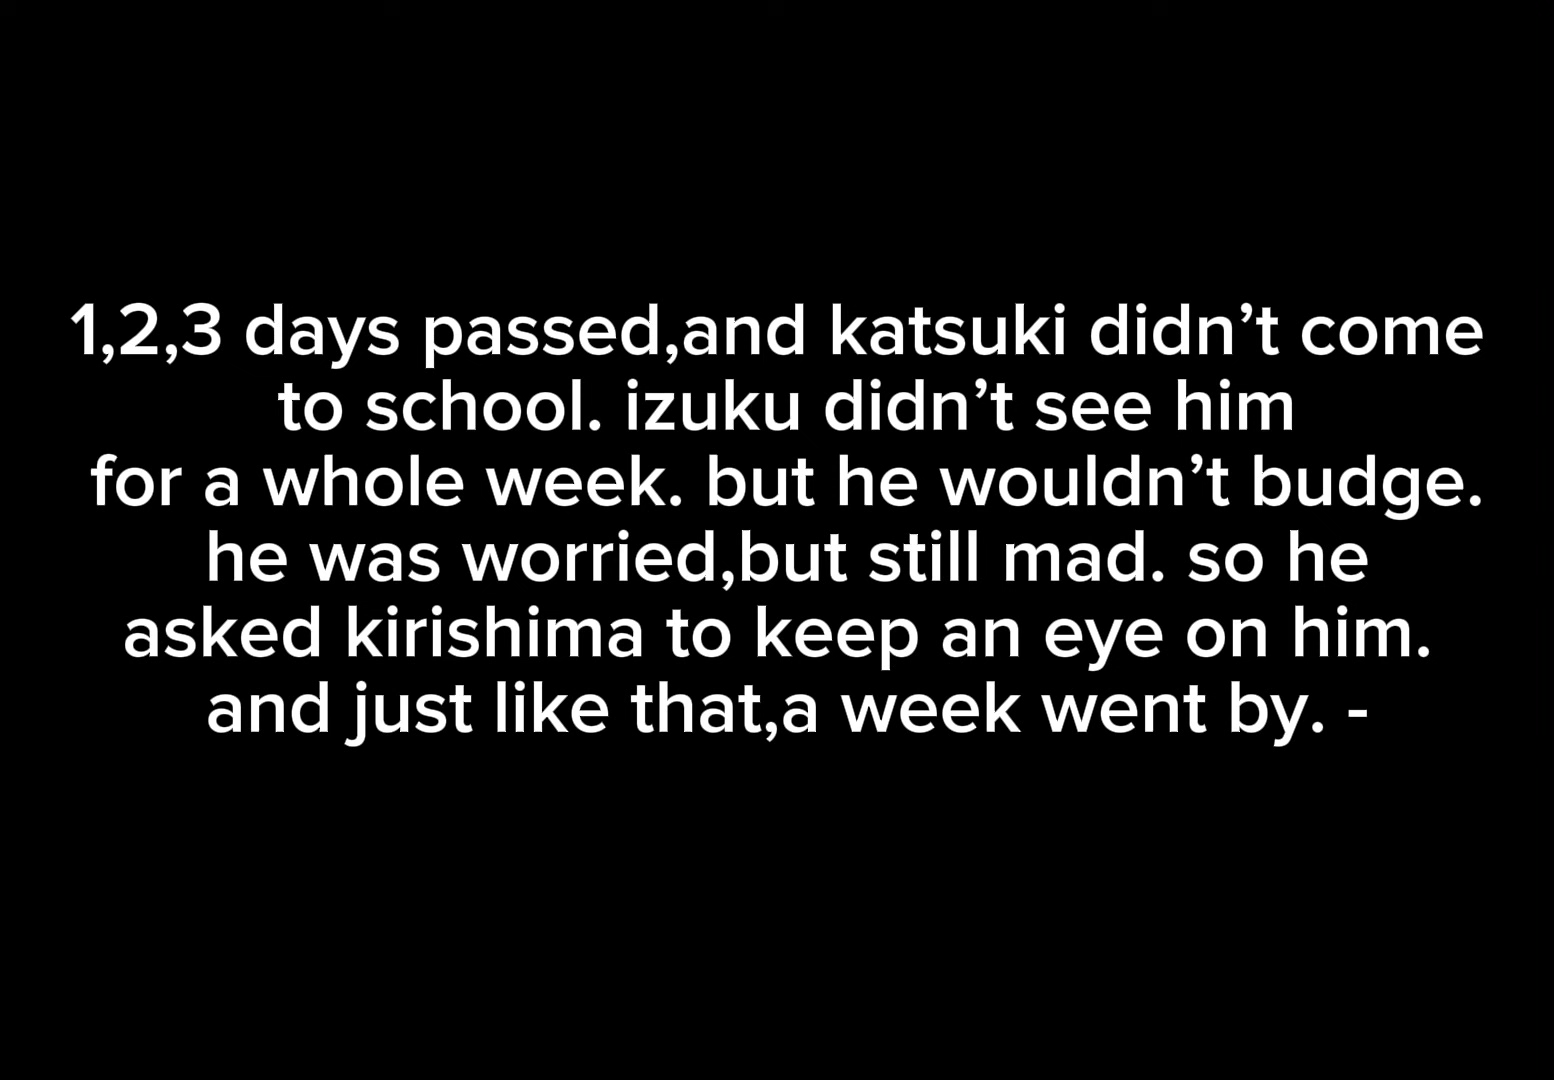 1,2,3 days passed,and katsuki didn’t come
to school. izuku didn’t see him
for a whole week. but he wouldn’t budge.
he was worried,but still mad. so he
asked kirishima to keep an eye on him.
and just like that,a week went by. -